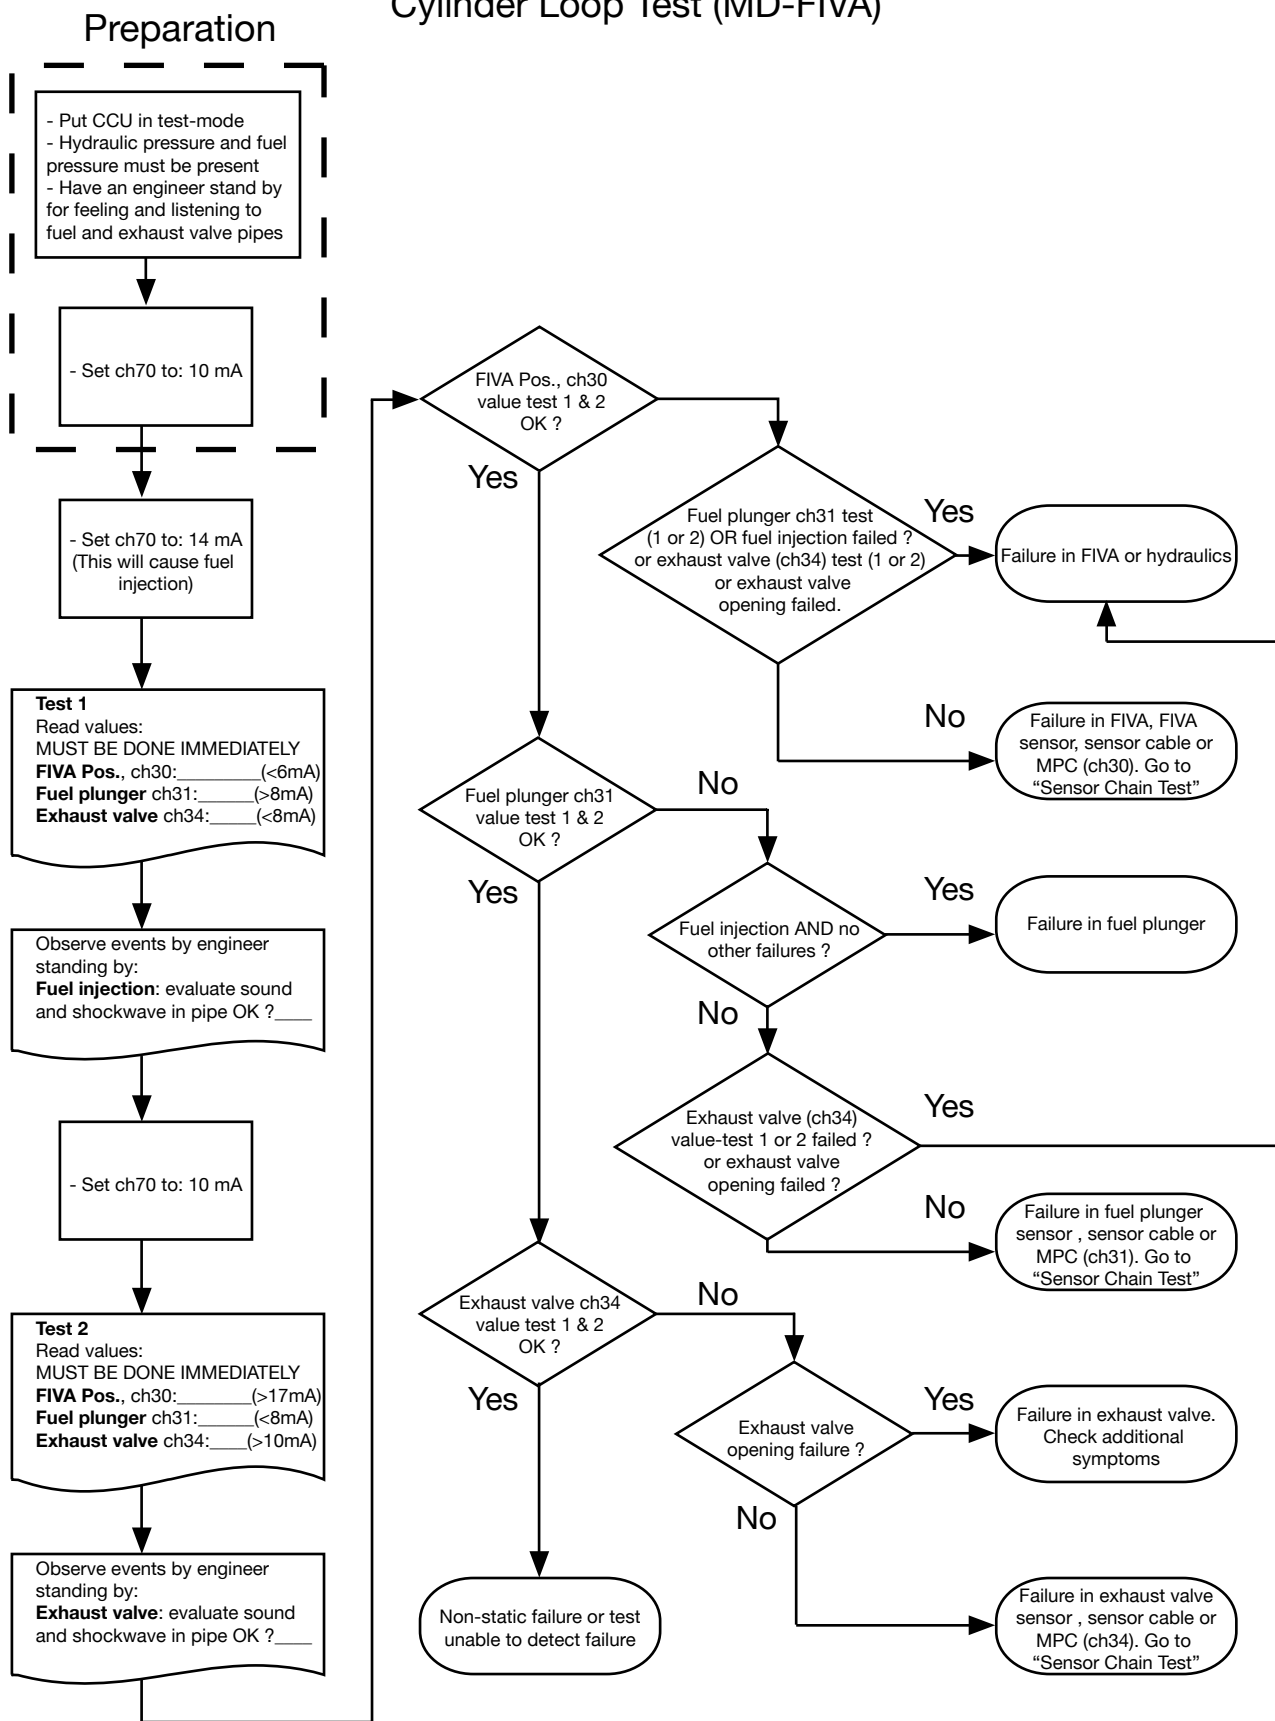 Cylinder Loop Test (MD-FIVA)
Preparation
- Put CCU in test-mode
- Hydraulic pressure and fuel
pressure must be present
- Have an engineer stand by
for feeling and listening to
fuel and exhaust valve pipes
- Set ch70 to: 10 mA
- Set ch70 to: 14 mA
(This will cause fuel
injection)
Test 1
Read values:
MUST BE DONE IMMEDIATELY
FIVA Pos., ch30:_________(<6mA)
Fuel plunger ch31:______(>8mA)
Exhaust valve ch34:_____(<8mA)
Observe events by engineer
standing by:
Fuel injection: evaluate sound
and shockwave in pipe OK ?____
- Set ch70 to: 10 mA
Test 2
Read values:
MUST BE DONE IMMEDIATELY
FIVA Pos., ch30:________(>17mA)
Fuel plunger ch31:______(<8mA)
Exhaust valve ch34:____(>10mA)
Observe events by engineer
standing by:
Exhaust valve: evaluate sound
and shockwave in pipe OK ?____
FIVA Pos., ch30
value test 1 & 2
OK ?
Yes
Fuel plunger ch31 test
(1 or 2) OR fuel injection failed ?
or exhaust valve (ch34) test (1 or 2)
or exhaust valve
opening failed.
Yes
Failure in FIVA or hydraulics
No
Failure in FIVA, FIVA
sensor, sensor cable or
MPC (ch30). Go to
“Sensor Chain Test”
Fuel plunger ch31
value test 1 & 2
OK ?
No
Yes
Fuel injection AND no
other failures ?
Yes
Failure in fuel plunger
No
Exhaust valve (ch34)
value-test 1 or 2 failed ?
or exhaust valve
opening failed ?
Yes
No
Failure in fuel plunger
sensor , sensor cable or
MPC (ch31). Go to
“Sensor Chain Test”
Exhaust valve ch34
value test 1 & 2
OK ?
No
Yes
Exhaust valve
opening failure ?
Yes
Failure in exhaust valve.
Check additional
symptoms
No
Failure in exhaust valve
sensor , sensor cable or
MPC (ch34). Go to
“Sensor Chain Test”
Non-static failure or test
unable to detect failure